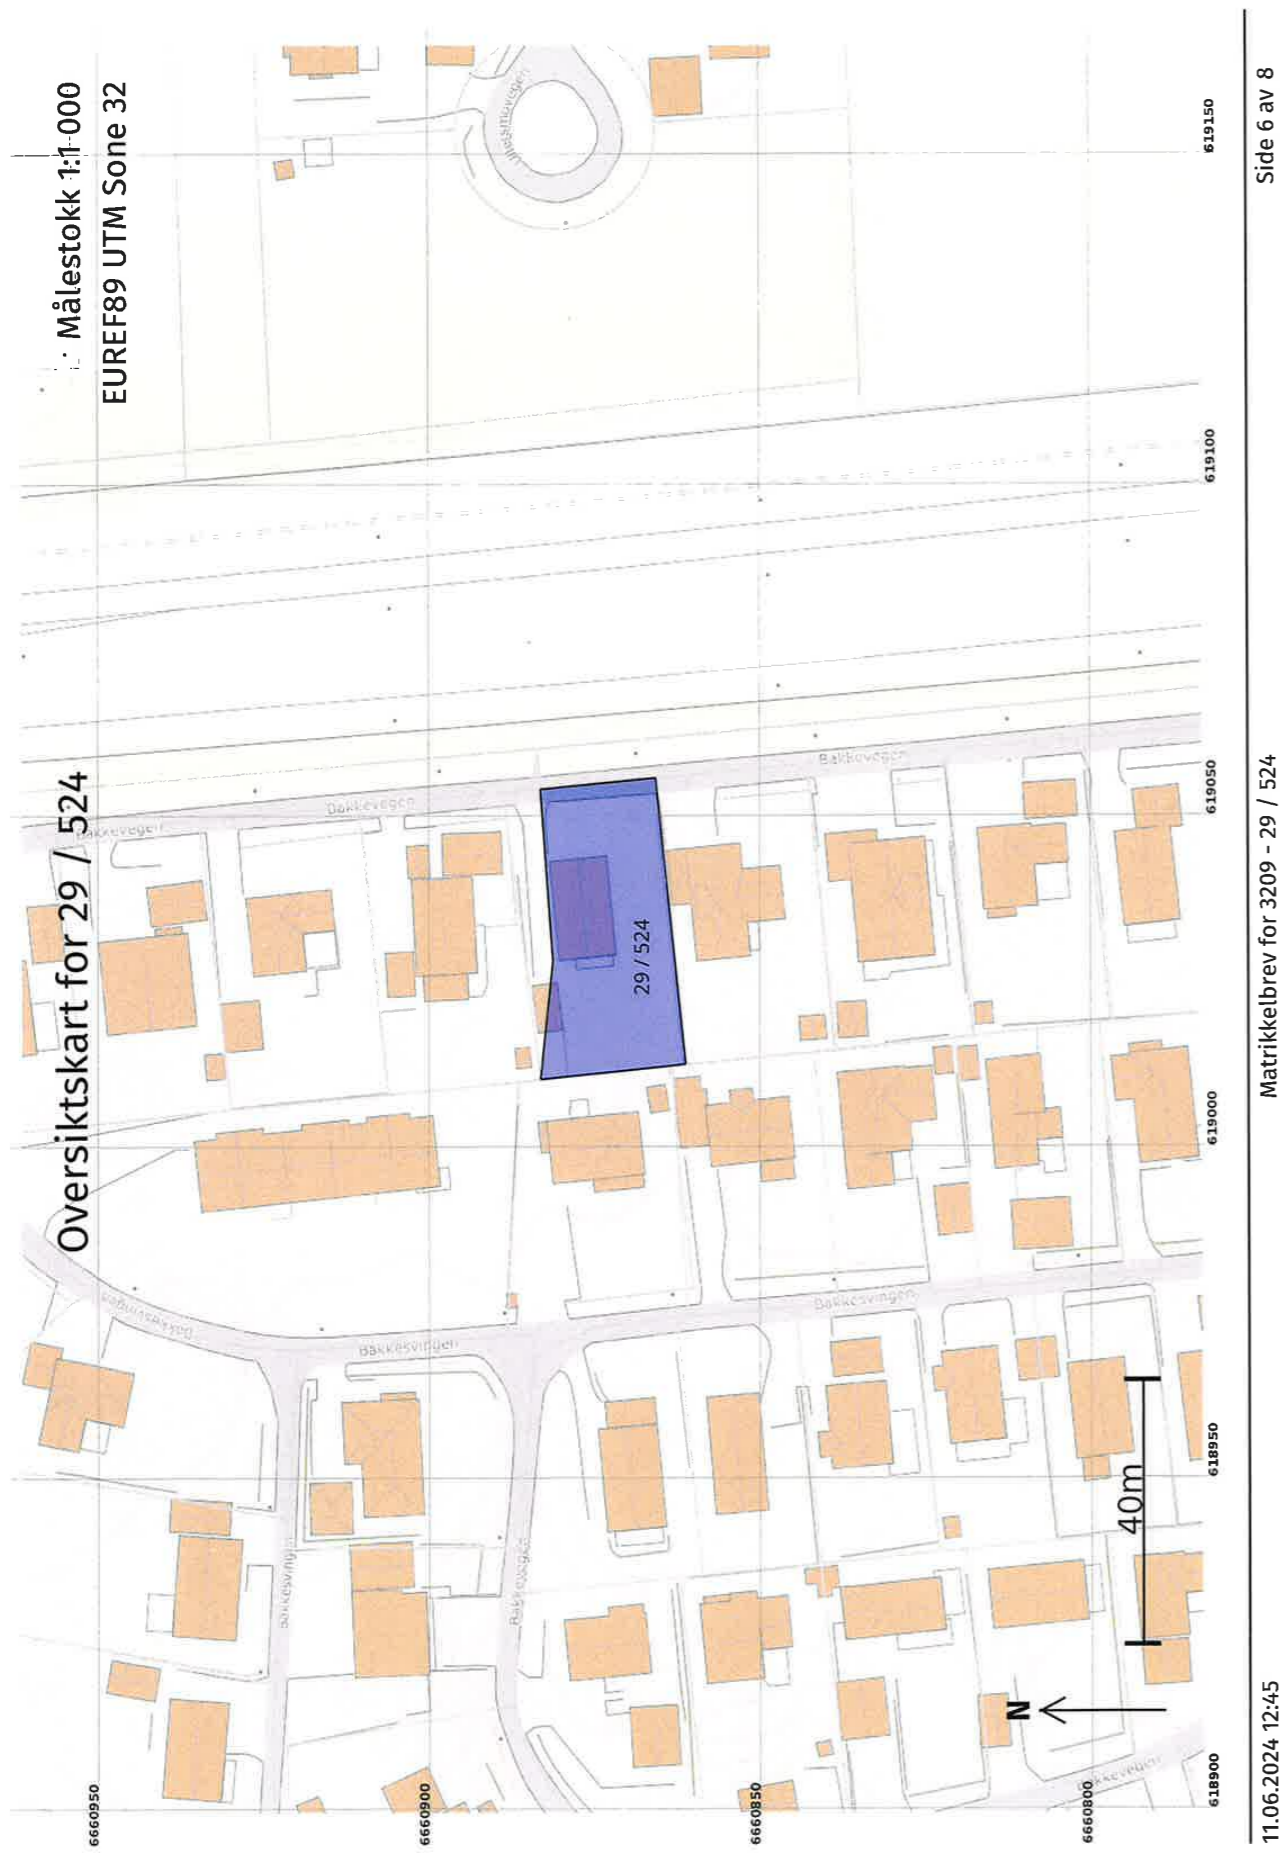 Oversiktskart for 29 / 524
Målestokk 1:1 000
EUREF89 UTM Sone 32
6660950
6660900
6660850
6660800
618900
618950
619000
619050
619100
619150
Bakkevegen
Bakkevegen
Bakkevegen
Bakkesvingen
Bakkesvingen
Bakkesvingen
Bakkesvingen
Bakkevegen
Bakkevegen
29 / 524
40m
N
11.06.2024 12:45
Matrikkelbrev for 3209 - 29 / 524
Side 6 av 8